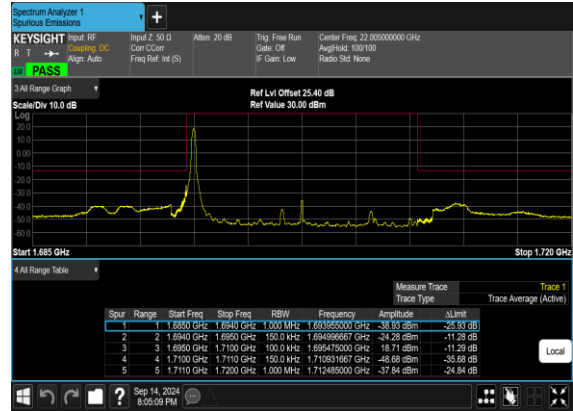 Spectrum Analyzer 1
Spurious Emissions
KEYSIGHT Input: RF Input Z: 50 Ω Atten: 20 dB Trig: Free Run Center Freq: 22.005000000 GHz
R T Coupling: DC Corr CCorr Gate: Off Avg|Hold: 100/100
Align: Auto Freq Ref: Int (S) IF Gain: Low Radio Std: None
LM PASS
3 All Range Graph
Ref Lvl Offset 25.40 dB
Scale/Div 10.0 dB Ref Value 30.00 dBm
Log
20.0
10.0
0.00
-10.0
-20.0
-30.0
-40.0
-50.0
-60.0
Start 1.685 GHz Stop 1.720 GHz
4 All Range Table
Measure Trace Trace 1
Trace Type Trace Average (Active)
Spur Range Start Freq Stop Freq RBW Frequency Amplitude ΔLimit
1 1 1.6850 GHz 1.6940 GHz 1.000 MHz 1.693955000 GHz -38.93 dBm -25.93 dB
2 2 1.6940 GHz 1.6950 GHz 150.0 kHz 1.694996667 GHz -24.28 dBm -11.28 dB
3 3 1.6950 GHz 1.7100 GHz 100.0 kHz 1.695475000 GHz 18.71 dBm -11.29 dB
4 4 1.7100 GHz 1.7110 GHz 150.0 kHz 1.710931667 GHz -48.68 dBm -35.68 dB
5 5 1.7110 GHz 1.7200 GHz 1.000 MHz 1.712485000 GHz -37.84 dBm -24.84 dB
Local
? Sep 14, 2024
8:05:09 PM